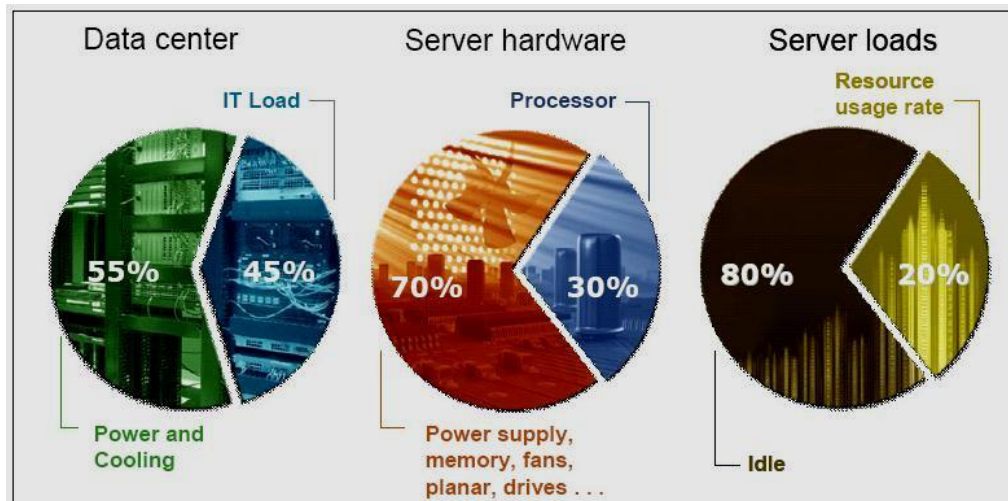 Data center
IT Load
55%
45%
Power and
Cooling
Server hardware
Processor
70%
30%
Power supply,
memory, fans,
planar, drives . . .
Server loads
Resource
usage rate
80%
20%
Idle